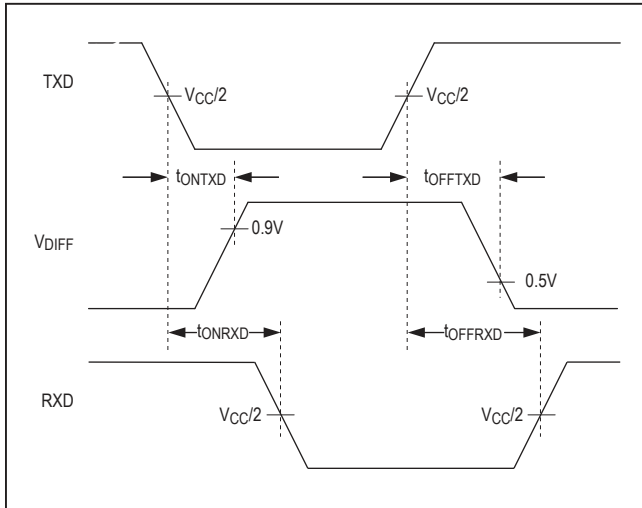 TXD
VCC/2
VCC/2
tONTXD
tOFFTXD
VDIFF
0.9V
0.5V
tONRXD
tOFFRXD
RXD
VCC/2
VCC/2